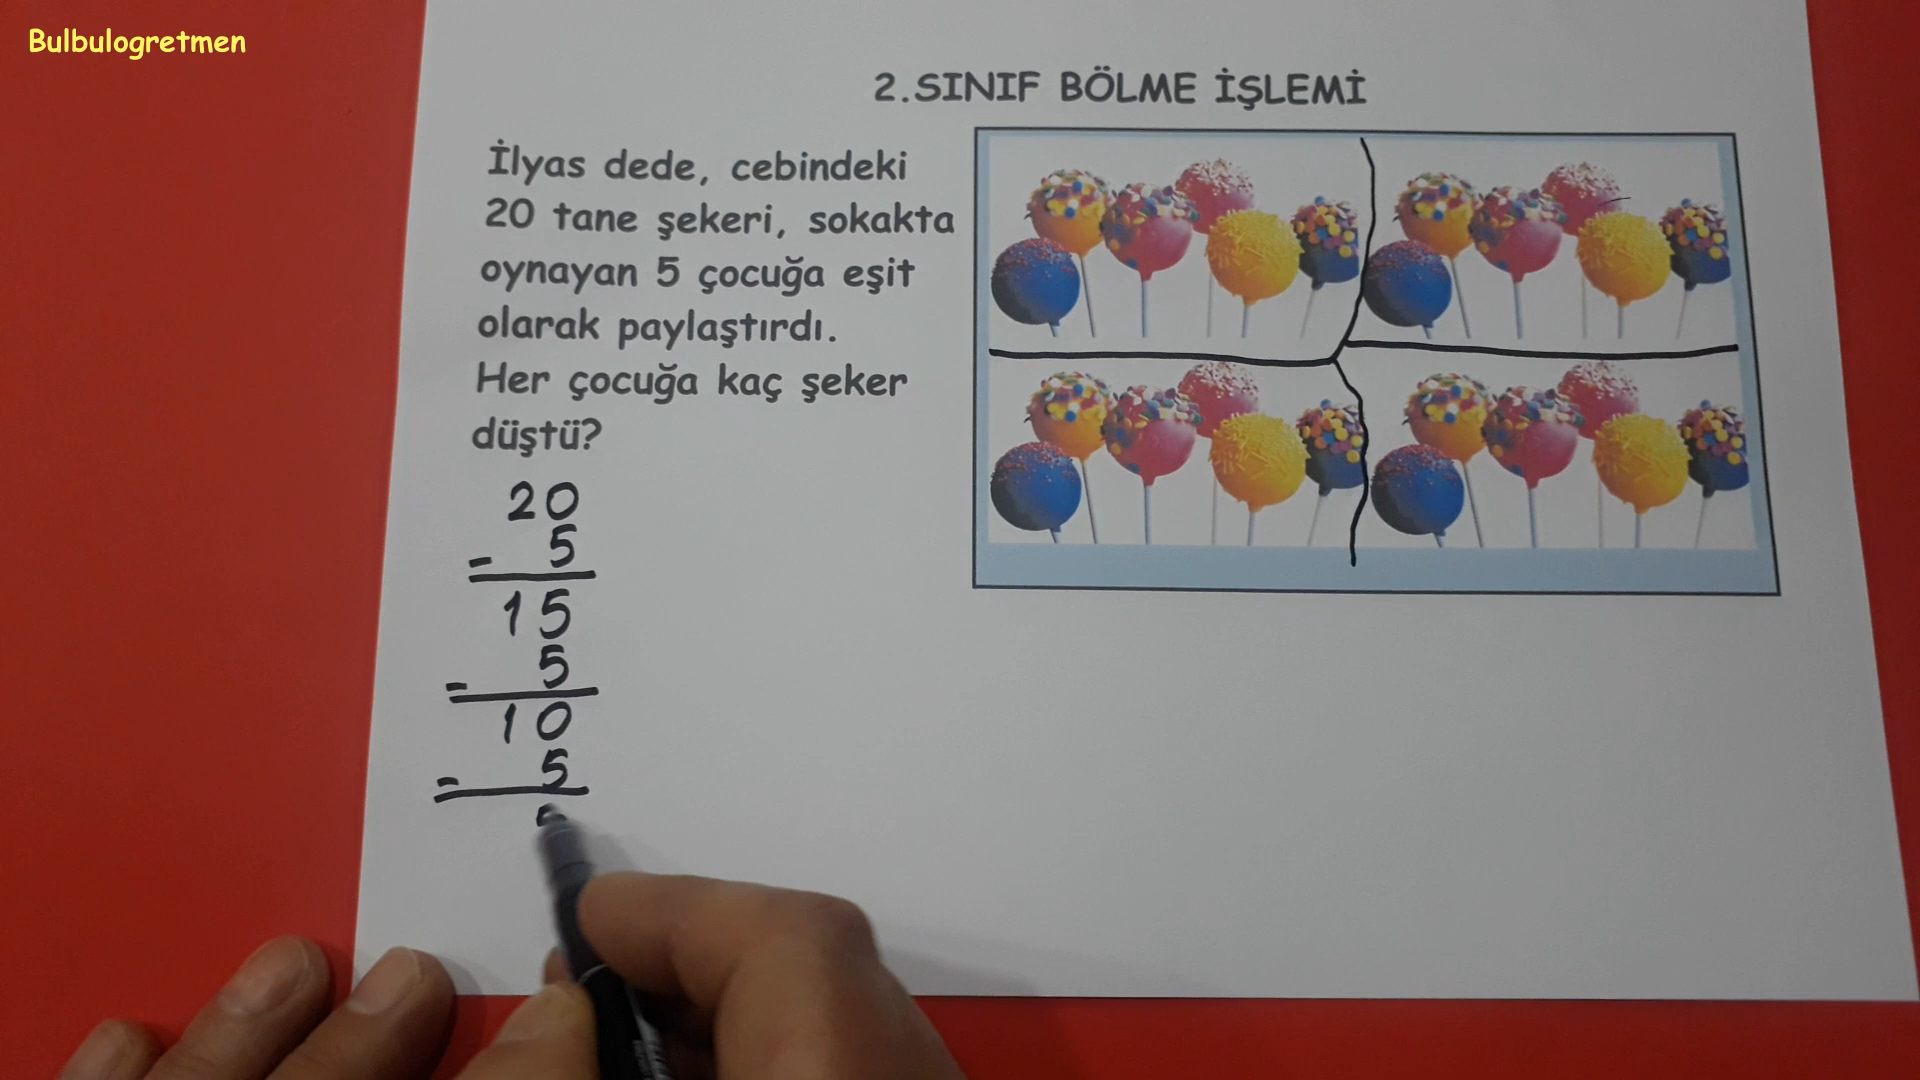 Bulbulogretmen
2.SINIF BÖLME İŞLEMİ
İlyas dede, cebindeki
20 tane şekeri, sokakta
oynayan 5 çocuğa eşit
olarak paylaştırdı.
Her çocuğa kaç şeker
düştü?
20
- 5
15
- 5
10
- 5